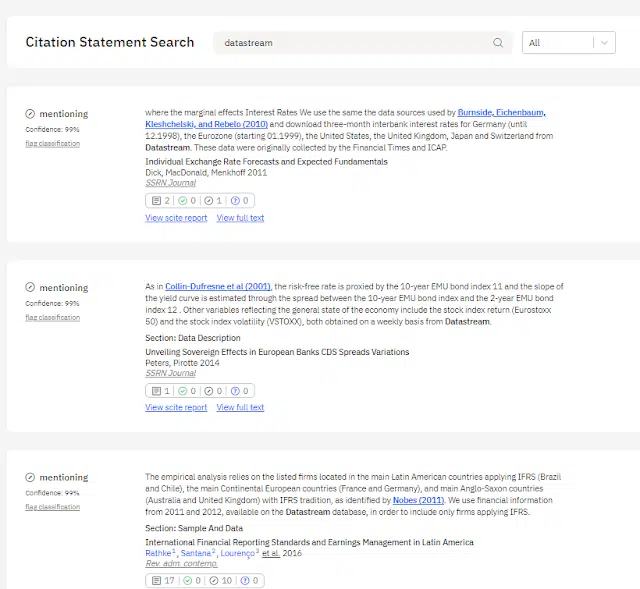 Citation Statement Search
datastream
All
mentioning
Confidence: 99%
flag classification
where the marginal effects Interest Rates We use the same the data sources used by Burnside, Eichenbaum,
Kleshchelski, and Rebelo (2010) and download three-month interbank interest rates for Germany (until
12.1998), the Eurozone (starting 01.1999), the United States, the United Kingdom, Japan and Switzerland from
Datastream. These data were originally collected by the Financial Times and ICAP.
Individual Exchange Rate Forecasts and Expected Fundamentals
Dick, MacDonald, Menkhoff 2011
SSRN Journal
2 0 1 0
View scite report View full text
mentioning
Confidence: 99%
flag classification
As in Collin-Dufresne et al (2001), the risk-free rate is proxied by the 10-year EMU bond index 11 and the slope of
the yield curve is estimated through the spread between the 10-year EMU bond index and the 2-year EMU bond
index 12 . Other variables reflecting the general state of the economy include the stock index return (Eurostoxx
50) and the stock index volatility (VSTOXX), both obtained on a weekly basis from Datastream.
Section: Data Description
Unveiling Sovereign Effects in European Banks CDS Spreads Variations
Peters, Pirotte 2014
SSRN Journal
1 0 0 0
View scite report View full text
mentioning
Confidence: 99%
flag classification
The empirical analysis relies on the listed firms located in the main Latin American countries applying IFRS (Brazil
and Chile), the main Continental European countries (France and Germany), and main Anglo-Saxon countries
(Australia and United Kingdom) with IFRS tradition, as identified by Nobes (2011). We use financial information
from 2011 and 2012, available on the Datastream database, in order to include only firms applying IFRS.
Section: Sample And Data
International Financial Reporting Standards and Earnings Management in Latin America
Rathke¹, Santana², Lourenço³ et al. 2016
Rev. adm. contemp.
17 0 10 0